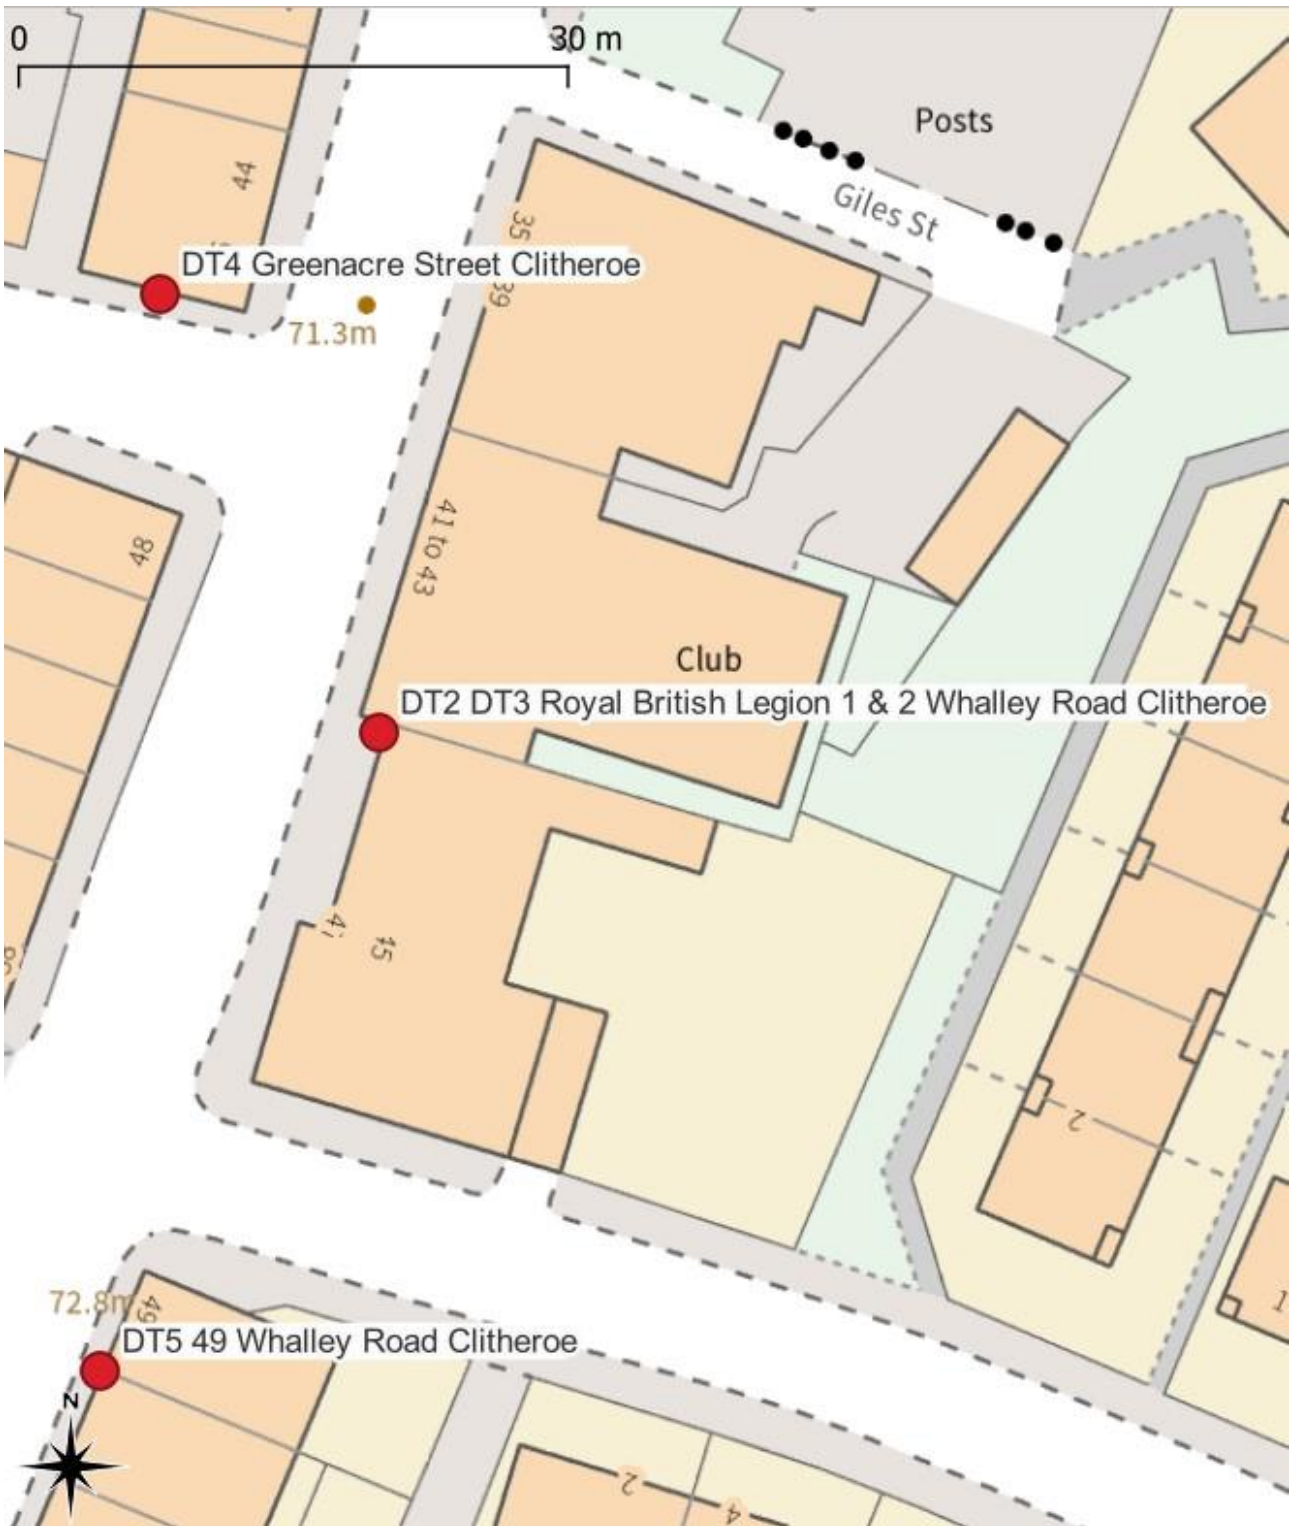 0
30 m
Posts
44
Giles St
35
39
DT4 Greenacre Street Clitheroe
71.3m
41 to 43
48
Club
DT2 DT3 Royal British Legion 1 & 2 Whalley Road Clitheroe
45
2
72.8m
49
DT5 49 Whalley Road Clitheroe
N
2
4